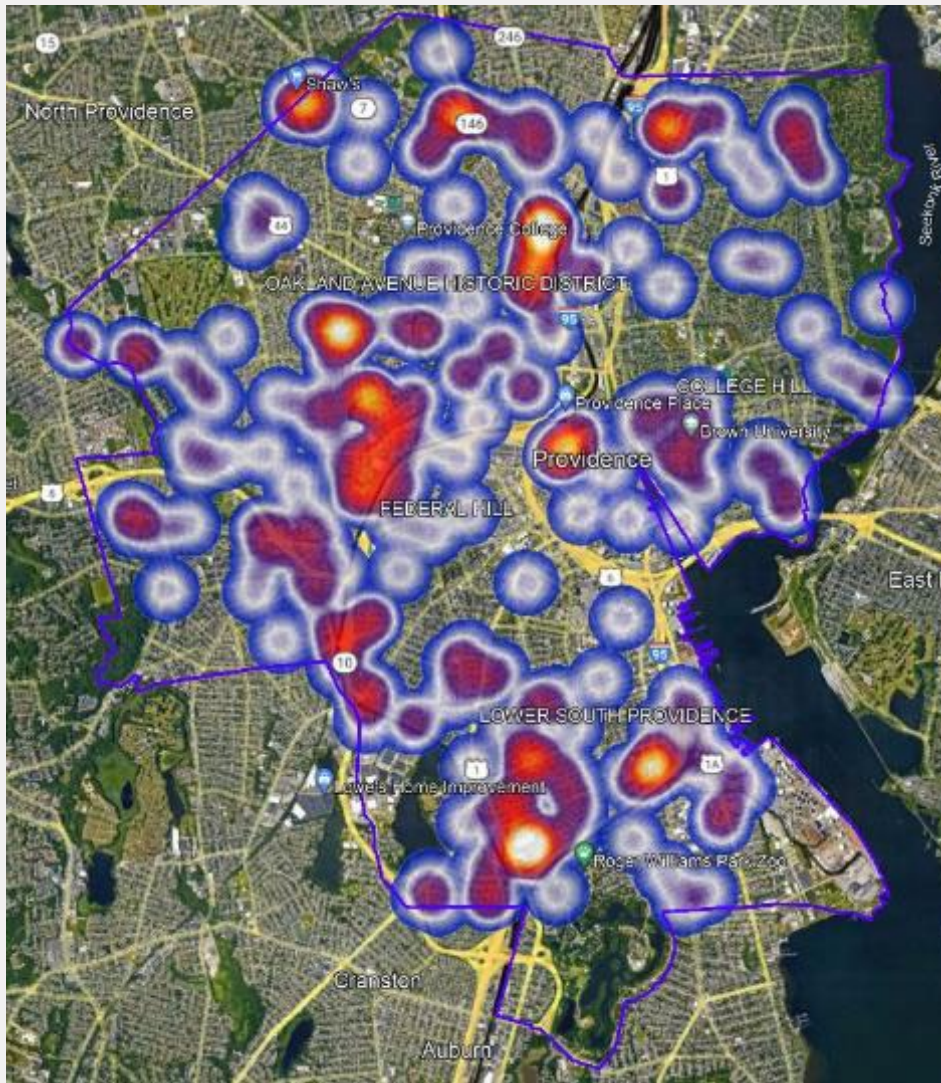 15
246
Shaw's
95
North Providence
7
146
1
Seekonk River
44
Providence College
OAKLAND AVENUE HISTORIC DISTRICT
95
COLLEGE HILL
Providence Place
Brown University
Providence
6
FEDERAL HILL
6
East
10
95
LOWER SOUTH PROVIDENCE
1
1A
Lowe's Home Improvement
Roger Williams Park Zoo
Cranston
Auburn